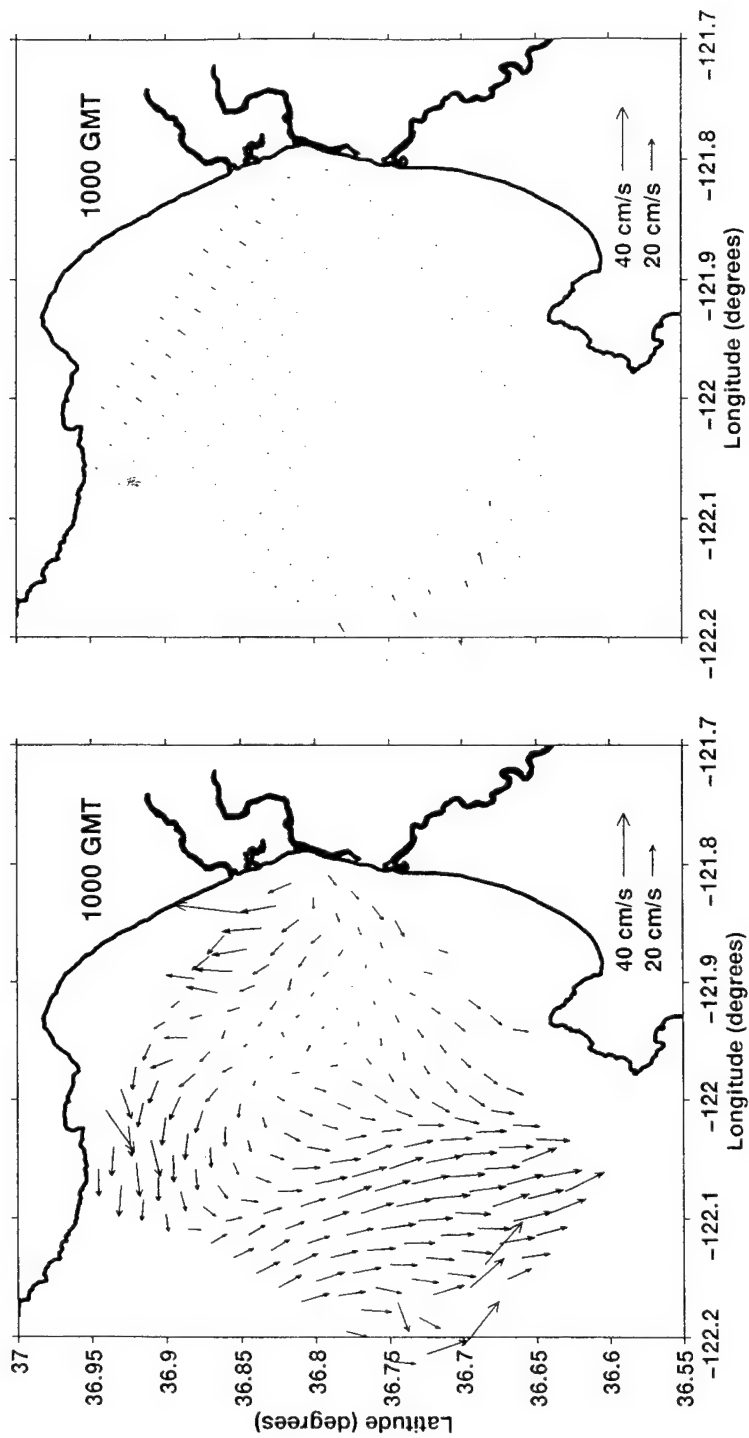 1000 GMT
37
36.95
36.9
36.85
36.8
36.75
36.7
36.65
36.6
36.55
Latitude (degrees)
40 cm/s
20 cm/s
−122.2 −122.1 −122 −121.9 −121.8 −121.7
Longitude (degrees)
1000 GMT
40 cm/s
20 cm/s
−122.2 −122.1 −122 −121.9 −121.8 −121.7
Longitude (degrees)